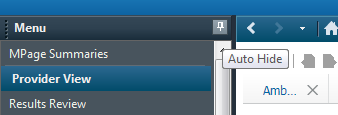 Menu
MPage Summaries
Auto Hide
Provider View
Amb...
Results Review